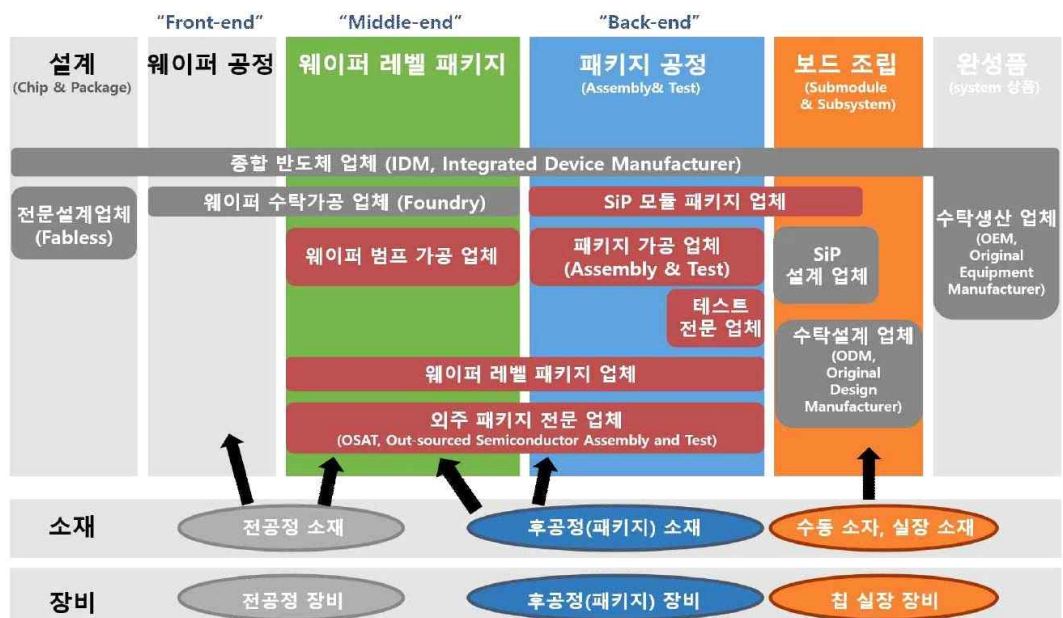 “Front-end”
“Middle-end”
“Back-end”
설계
(Chip & Package)
웨이퍼 공정
웨이퍼 레벨 패키지
패키지 공정
(Assembly& Test)
보드 조립
(Submodule
& Subsystem)
완성품
(system 상품)
종합 반도체 업체 (IDM, Integrated Device Manufacturer)
전문설계업체
(Fabless)
웨이퍼 수탁가공 업체 (Foundry)
SiP 모듈 패키지 업체
수탁생산 업체
(OEM,
Original
Equipment
Manufacturer)
웨이퍼 범프 가공 업체
패키지 가공 업체
(Assembly & Test)
SiP
설계 업체
테스트
전문 업체
수탁설계 업체
(ODM,
Original
Design
Manufacturer)
웨이퍼 레벨 패키지 업체
외주 패키지 전문 업체
(OSAT, Out-sourced Semiconductor Assembly and Test)
소재
전공정 소재
후공정(패키지) 소재
수동 소자, 실장 소재
장비
전공정 장비
후공정(패키지) 장비
칩 실장 장비